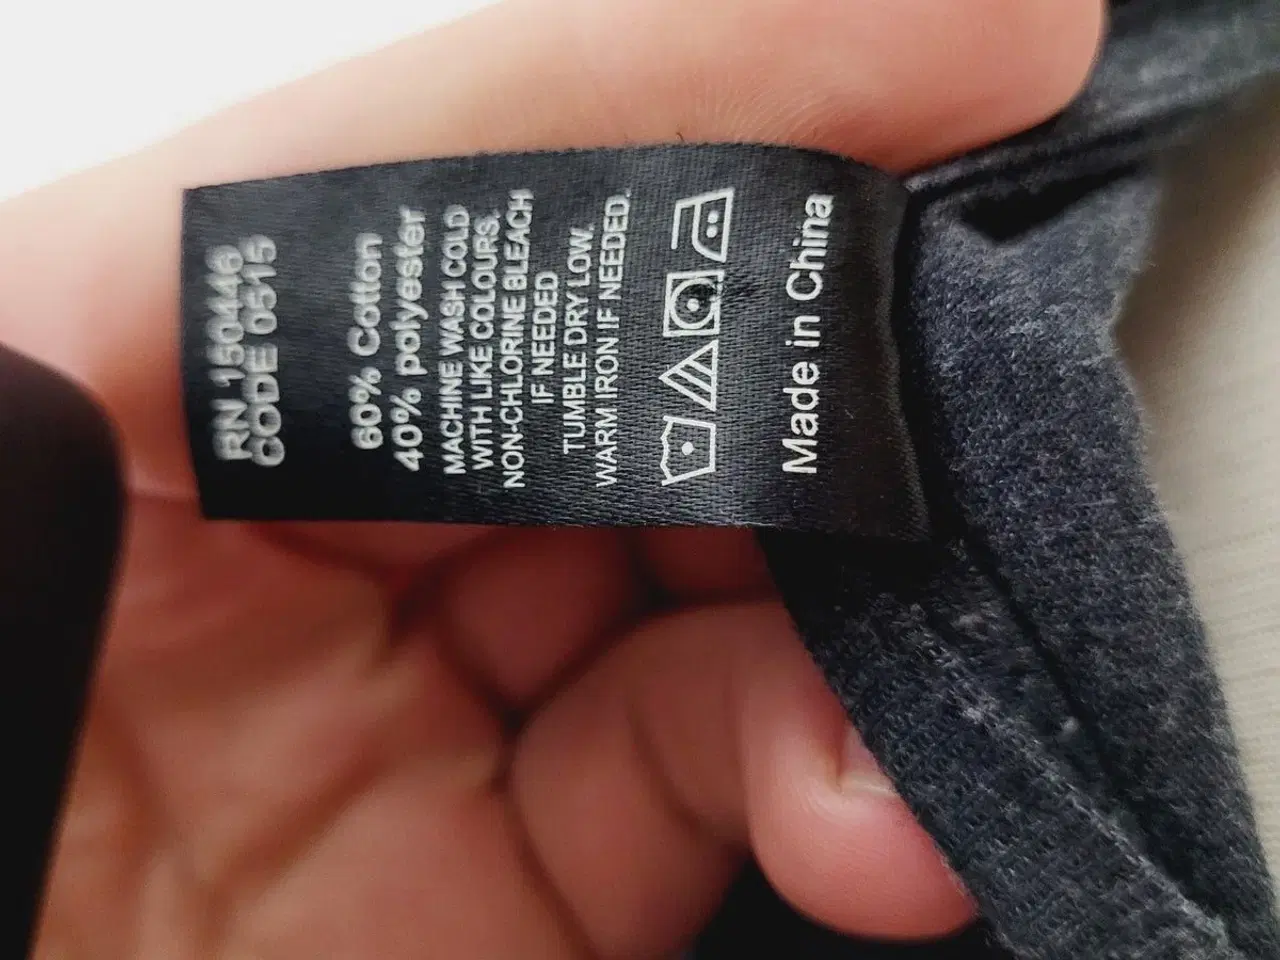 RN 150446
CODE 0515
60% Cotton
40% polyester
MACHINE WASH COLD
WITH LIKE COLOURS.
NON-CHLORINE BLEACH
IF NEEDED
TUMBLE DRY LOW.
WARM IRON IF NEEDED.
Made in China